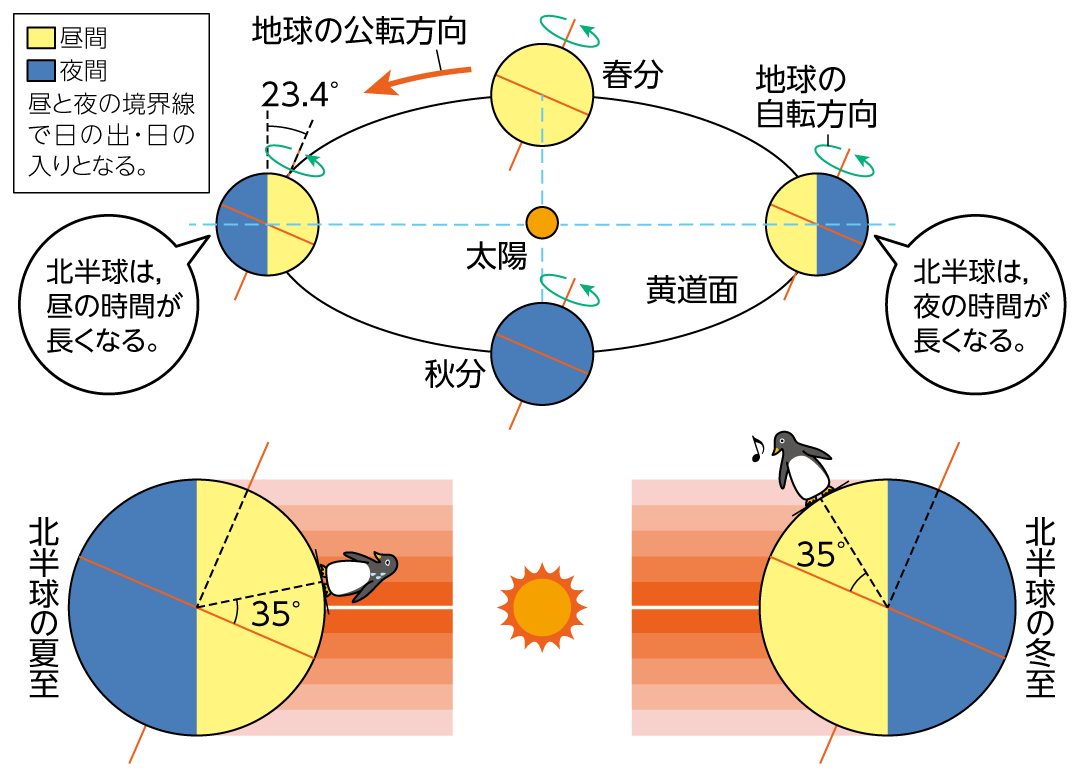 昼間
夜間
昼と夜の境界線
で日の出・日の
入りとなる。
地球の公転方向
23.4°
春分
地球の
自転方向
太陽
黄道面
秋分
北半球は,
昼の時間が
長くなる。
北半球は,
夜の時間が
長くなる。
北半球の夏至
35°
35°
北半球の冬至